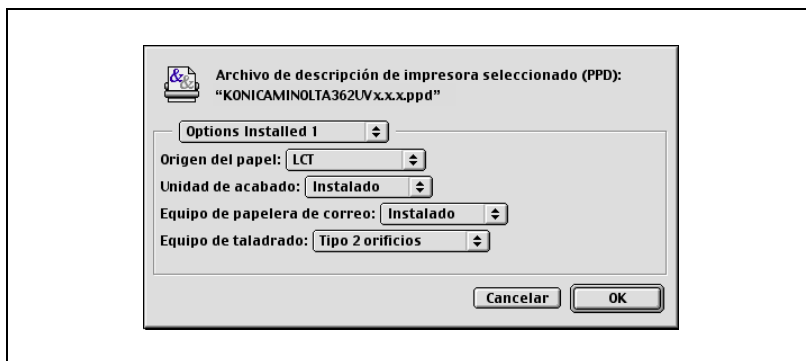 Archivo de descripción de impresora seleccionado (PPD):
“KONICAMINOLTA362UVx.x.x.ppd”
Options Installed 1
Origen del papel: LCT
Unidad de acabado: Instalado
Equipo de papelera de correo: Instalado
Equipo de taladrado: Tipo 2 orificios
Cancelar OK